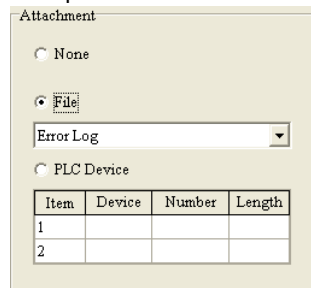 Attachment
None
File
Error Log
PLC Device
Item Device Number Length
1
2